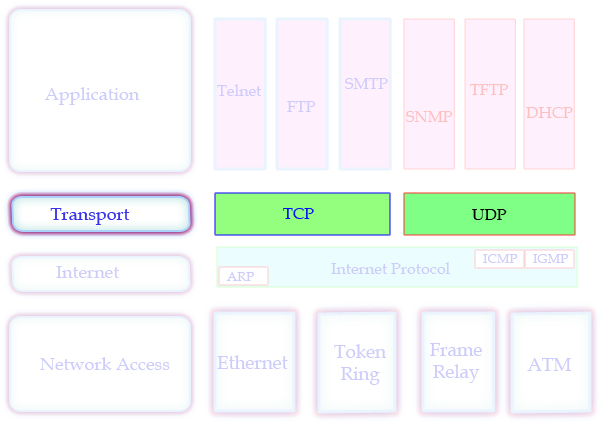 Application
Telnet
FTP
SMTP
SNMP
TFTP
DHCP
Transport
TCP
UDP
Internet
ARP
Internet Protocol
ICMP
IGMP
Network Access
Ethernet
Token
Ring
Frame
Relay
ATM